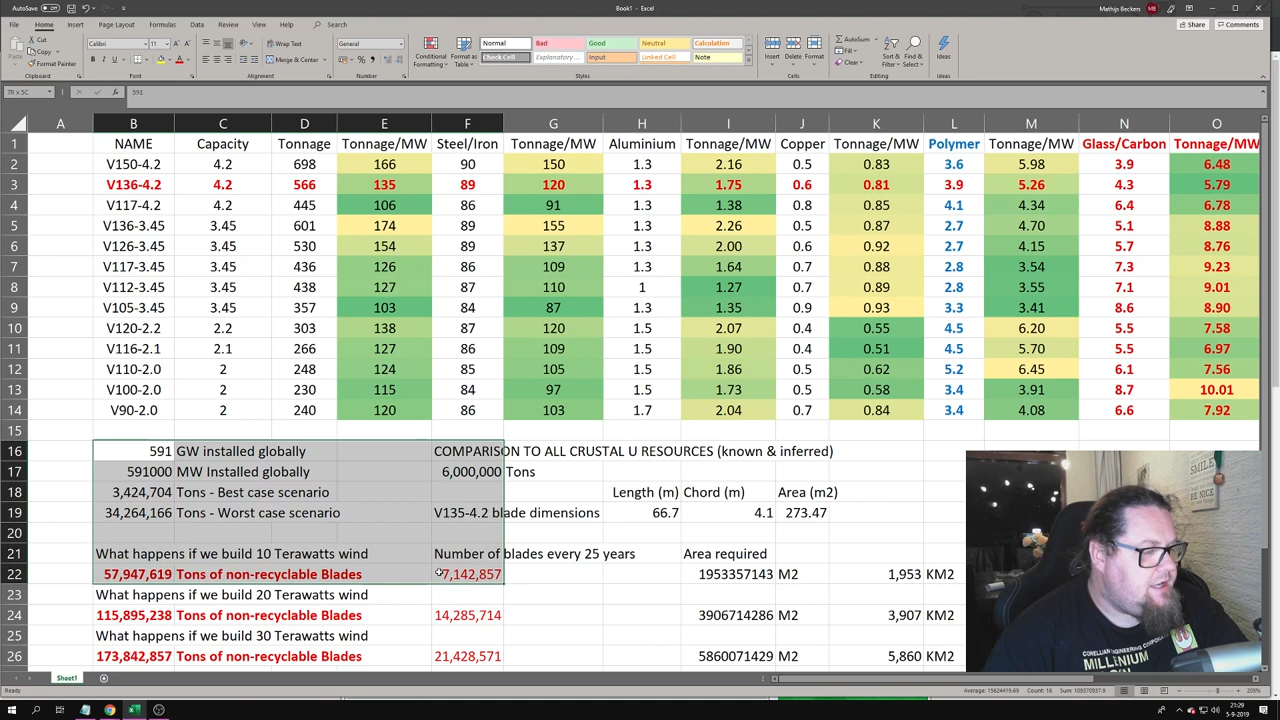 AutoSave Off Book1 - Excel Mathijs Beckers MB
File Home Insert Page Layout Formulas Data Review View Help Search Share Comments
Cut
Copy
Paste Format Painter
Calibri 11 Wrap Text General
B I U A Merge & Center
Conditional Formatting Format as Table
Normal Bad Good Neutral Calculation
Check Cell Explanatory ... Input Linked Cell Note
Insert Delete Format
AutoSum Fill Clear
Sort & Filter Find & Select Ideas
Clipboard Font Alignment Number Styles Cells Editing Ideas
7R x 5C fx 591
A B C D E F G H I J K L M N O
1 NAME Capacity Tonnage Tonnage/MW Steel/Iron Tonnage/MW Aluminium Tonnage/MW Copper Tonnage/MW Polymer Tonnage/MW Glass/Carbon Tonnage/MW
2 V150-4.2 4.2 698 166 90 150 1.3 2.16 0.5 0.83 3.6 5.98 3.9 6.48
3 V136-4.2 4.2 566 135 89 120 1.3 1.75 0.6 0.81 3.9 5.26 4.3 5.79
4 V117-4.2 4.2 445 106 86 91 1.3 1.38 0.8 0.85 4.1 4.34 6.4 6.78
5 V136-3.45 3.45 601 174 89 155 1.3 2.26 0.5 0.87 2.7 4.70 5.1 8.88
6 V126-3.45 3.45 530 154 89 137 1.3 2.00 0.6 0.92 2.7 4.15 5.7 8.76
7 V117-3.45 3.45 436 126 86 109 1.3 1.64 0.7 0.88 2.8 3.54 7.3 9.23
8 V112-3.45 3.45 438 127 87 110 1 1.27 0.7 0.89 2.8 3.55 7.1 9.01
9 V105-3.45 3.45 357 103 84 87 1.3 1.35 0.9 0.93 3.3 3.41 8.6 8.90
10 V120-2.2 2.2 303 138 87 120 1.5 2.07 0.4 0.55 4.5 6.20 5.5 7.58
11 V116-2.1 2.1 266 127 86 109 1.5 1.90 0.4 0.51 4.5 5.70 5.5 6.97
12 V110-2.0 2 248 124 85 105 1.5 1.86 0.5 0.62 5.2 6.45 6.1 7.56
13 V100-2.0 2 230 115 84 97 1.5 1.73 0.5 0.58 3.4 3.91 8.7 10.01
14 V90-2.0 2 240 120 86 103 1.7 2.04 0.7 0.84 3.4 4.08 6.6 7.92
15
16 591 GW installed globally COMPARISON TO ALL CRUSTAL U RESOURCES (known & inferred)
17 591000 MW Installed globally 6,000,000 Tons
18 3,424,704 Tons - Best case scenario Length (m) Chord (m) Area (m2)
19 34,264,166 Tons - Worst case scenario V135-4.2 blade dimensions 66.7 4.1 273.47
20
21 What happens if we build 10 Terawatts wind Number of blades every 25 years Area required
22 57,947,619 Tons of non-recyclable Blades 7,142,857 1953357143 M2 1,953 KM2
23 What happens if we build 20 Terawatts wind
24 115,895,238 Tons of non-recyclable Blades 14,285,714 3906714286 M2 3,907 KM2
25 What happens if we build 30 Terawatts wind
26 173,842,857 Tons of non-recyclable Blades 21,428,571 5860071429 M2 5,860 KM2
SMILE
BE NICE
CORELLIAN ENGINEERING CORPORATION
MILLENNIUM
Sheet1
Ready Average: 15624419.69 Count: 16 Sum: 109370937.9 205%
21:29
5-9-2019